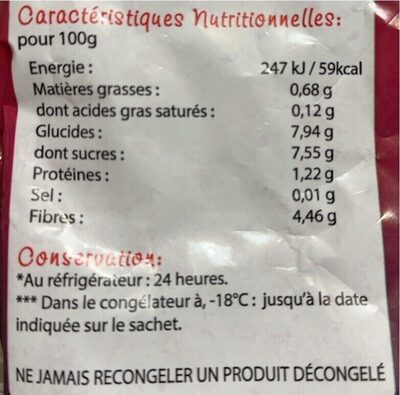 Caractéristiques Nutritionnelles:
pour 100g
Energie : 247 kJ / 59kcal
Matières grasses : 0,68 g
dont acides gras saturés : 0,12 g
Glucides : 7,94 g
dont sucres : 7,55 g
Protéines : 1,22 g
Sel : 0,01 g
Fibres : 4,46 g
Conservation:
*Au réfrigérateur : 24 heures.
*** Dans le congélateur à, -18°C : jusqu'à la date
indiquée sur le sachet.
NE JAMAIS RECONGELER UN PRODUIT DÉCONGELÉ